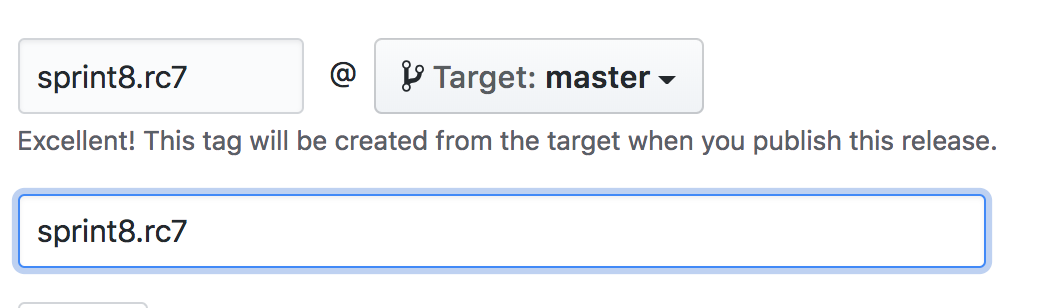 sprint8.rc7 @ Target: master
Excellent! This tag will be created from the target when you publish this release.
sprint8.rc7